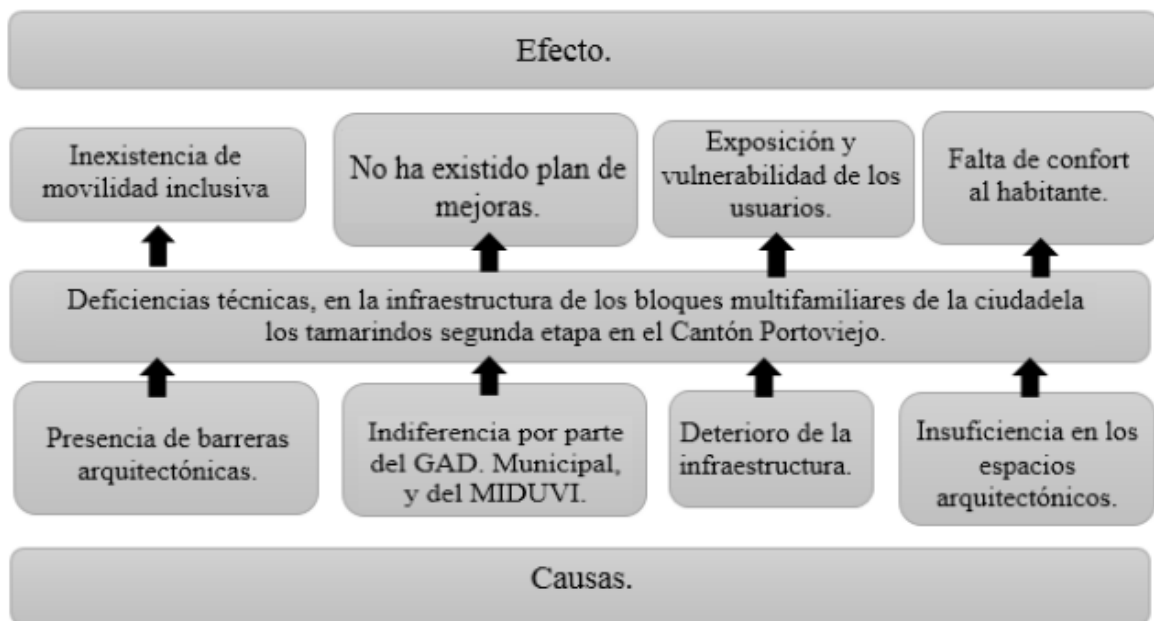 Efecto.
Inexistencia de
movilidad inclusiva
No ha existido plan de
mejoras.
Exposición y
vulnerabilidad de los
usuarios.
Falta de confort
al habitante.
Deficiencias técnicas, en la infraestructura de los bloques multifamiliares de la ciudadela
los tamarindos segunda etapa en el Cantón Portoviejo.
Presencia de barreras
arquitectónicas.
Indiferencia por parte
del GAD. Municipal,
y del MIDUVI.
Deterioro de la
infraestructura.
Insuficiencia en los
espacios
arquitectónicos.
Causas.